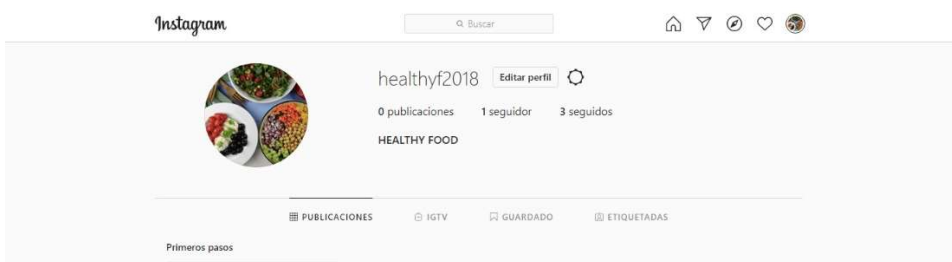 Instagram Buscar
healthyf2018 Editar perfil
0 publicaciones 1 seguidor 3 seguidos
HEALTHY FOOD
PUBLICACIONES IGTV GUARDADO ETIQUETADAS
Primeros pasos